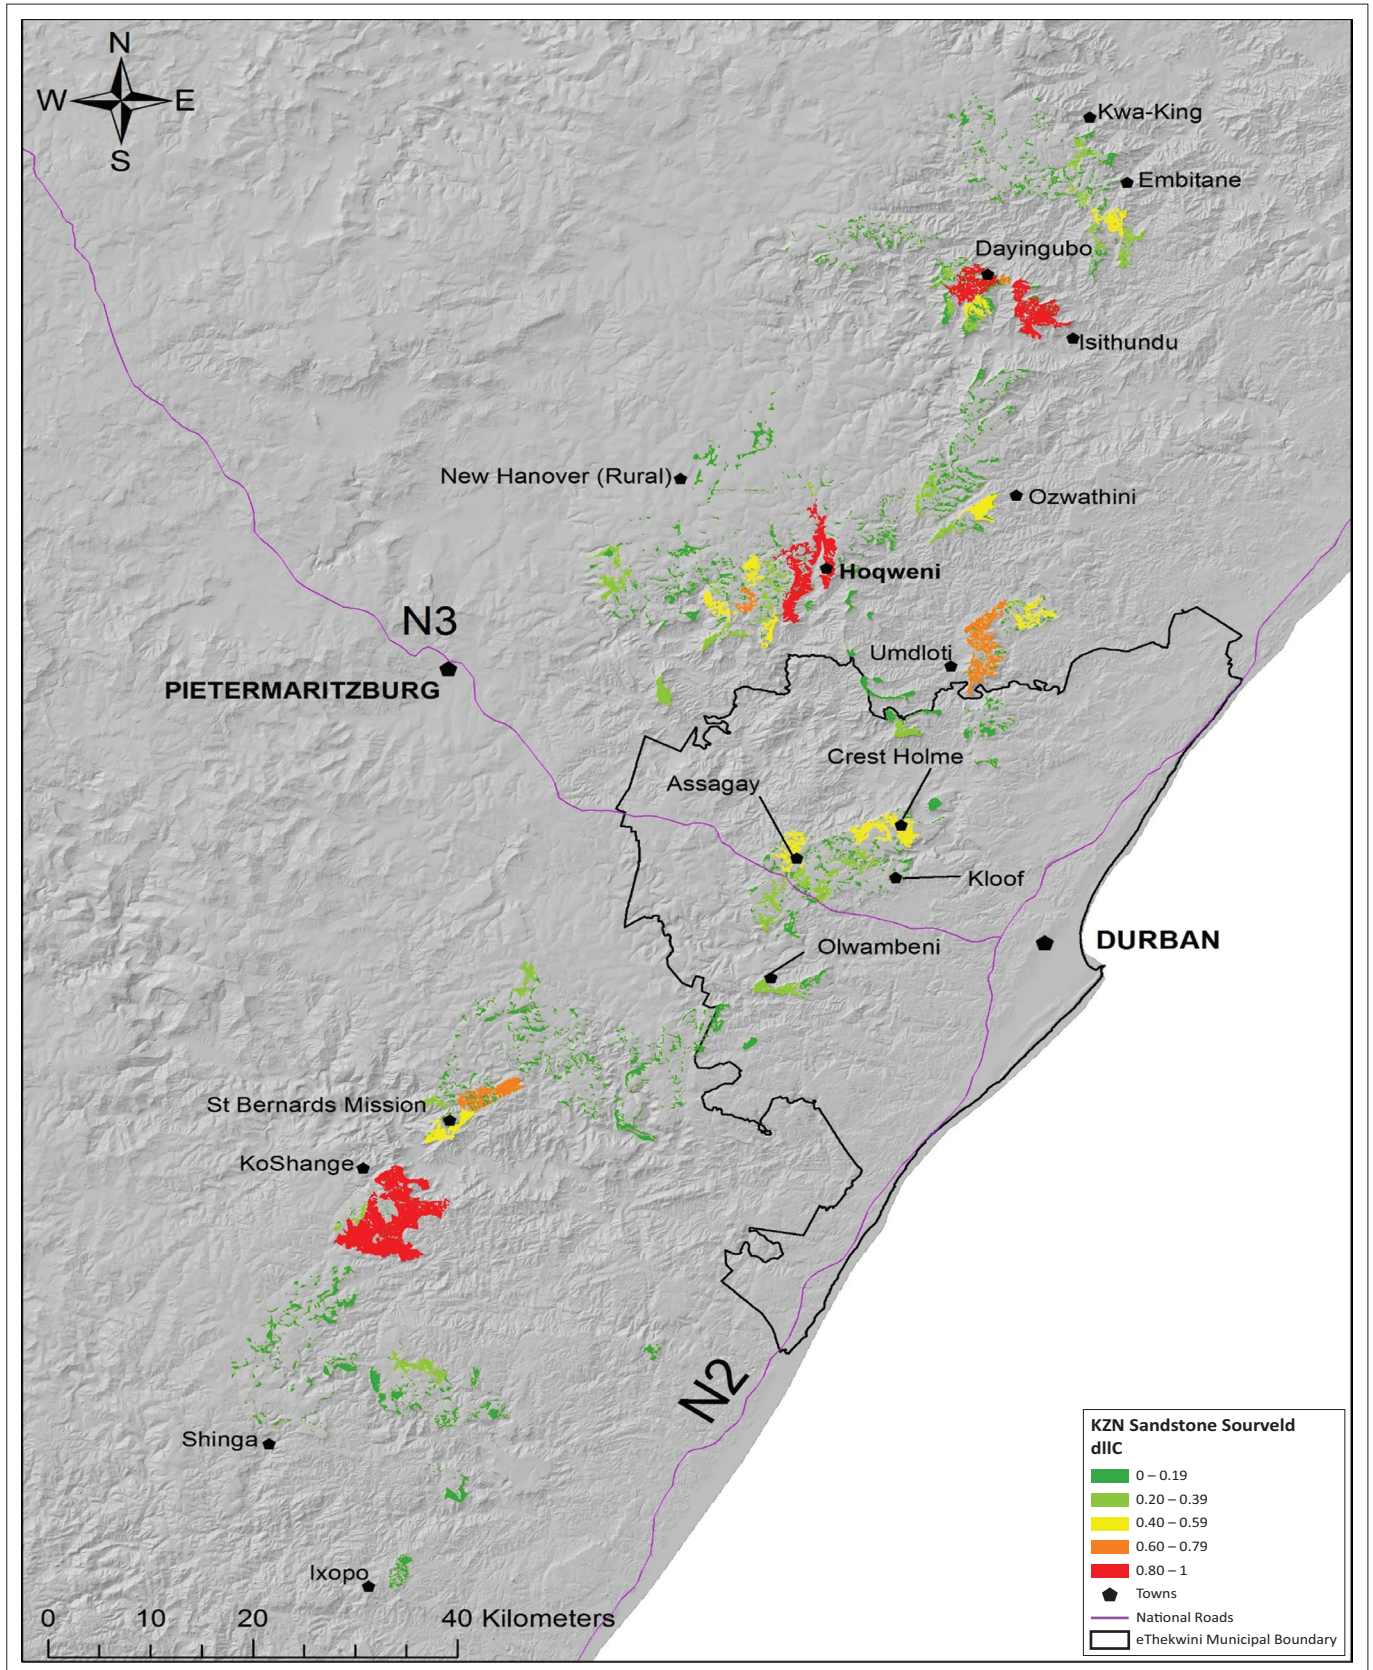 N
W E
S
Kwa-King
Embitane
Dayingubo
Isithundu
New Hanover (Rural)
Ozwathini
Hoqweni
N3
Umdloti
PIETERMARITZBURG
Crest Holme
Assagay
Kloof
DURBAN
Olwambeni
St Bernards Mission
KoShange
N2
Shinga
Ixopo
0 10 20 40 Kilometers
KZN Sandstone Sourveld
dIIC
0 – 0.19
0.20 – 0.39
0.40 – 0.59
0.60 – 0.79
0.80 – 1
Towns
National Roads
eThekwini Municipal Boundary